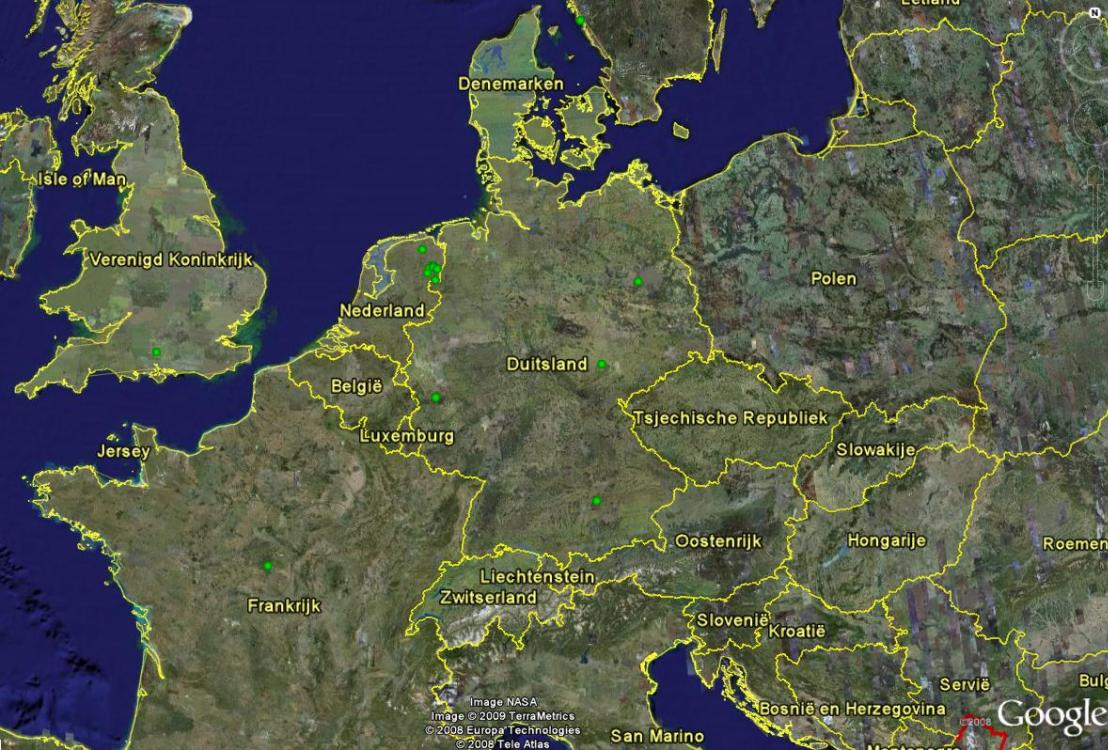 Letland
N
Denemarken
Isle of Man
Verenigd Koninkrijk
Polen
Nederland
Duitsland
België
Tsjechische Republiek
Luxemburg
Jersey
Slowakije
Oostenrijk
Hongarije
Roemen
Liechtenstein
Zwitserland
Frankrijk
Slovenië
Kroatië
Servië
Bulg
Bosnië en Herzegovina
Image NASA
Image © 2009 TerraMetrics
© 2008 Europa Technologies
© 2008 Tele Atlas
San Marino
©2008 Google
Montenegro